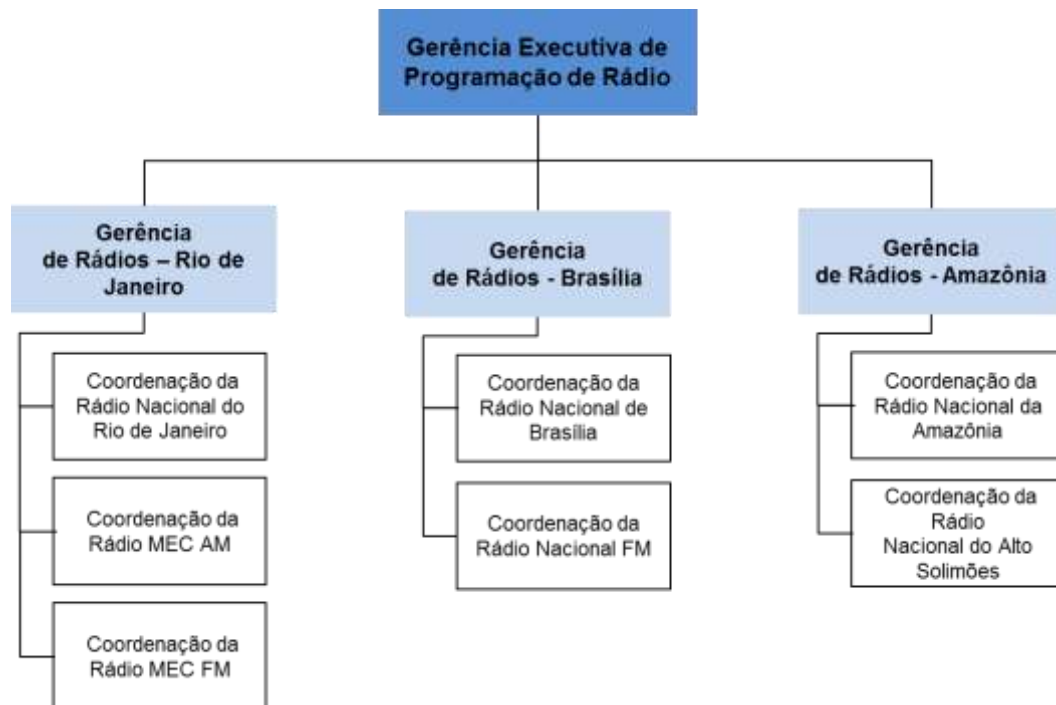 Gerência Executiva de
Programação de Rádio
Gerência
de Rádios – Rio de
Janeiro
Gerência
de Rádios - Brasília
Gerência
de Rádios - Amazônia
Coordenação da
Rádio Nacional do
Rio de Janeiro
Coordenação da
Rádio MEC AM
Coordenação da
Rádio MEC FM
Coordenação da
Rádio Nacional de
Brasília
Coordenação da
Rádio Nacional FM
Coordenação da
Rádio Nacional da
Amazônia
Coordenação da
Rádio
Nacional do Alto
Solimões